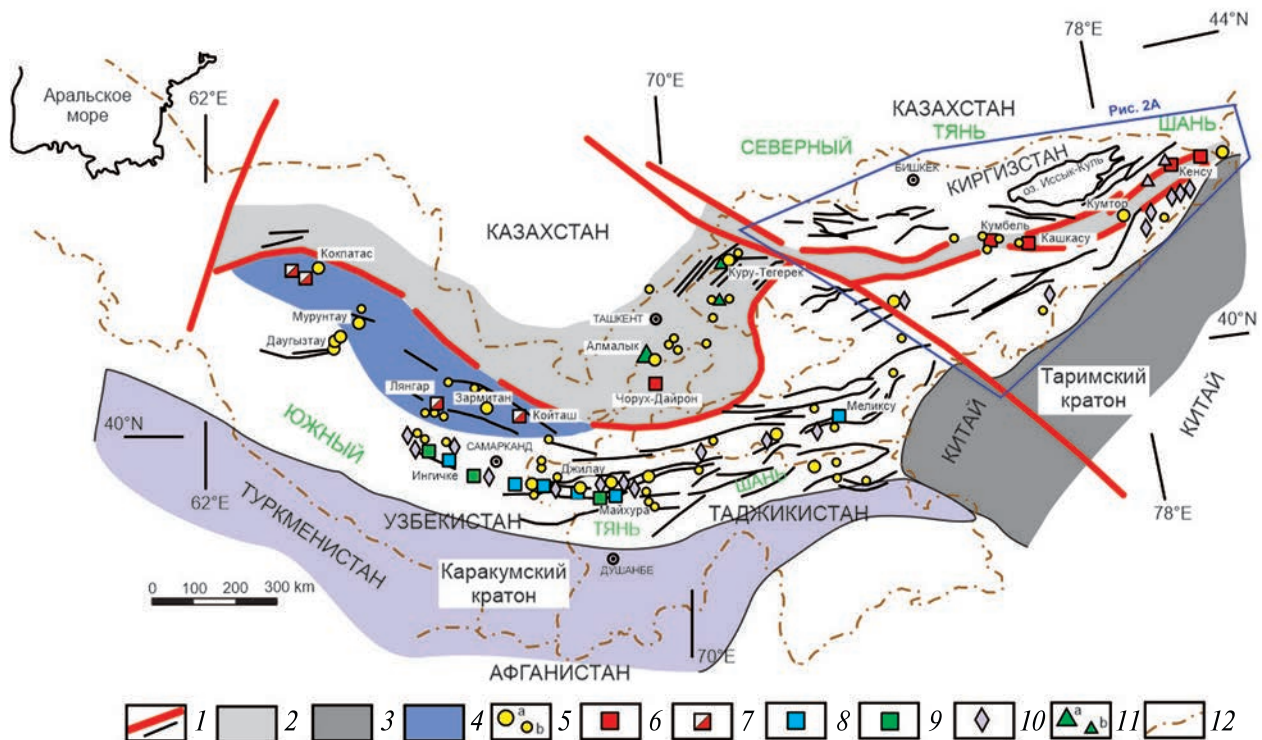 44°N
78°E
70°E
КАЗАХСТАН
Рис. 2А
Аральское
море
62°E
СЕВЕРНЫЙ
ТЯНЬ
ШАНЬ
БИШКЕК
КИРГИЗСТАН
оз. Иссык-Куль
Кенсу
Кумтор
Кумбель
Кашкасу
КАЗАХСТАН
Кокпатас
Куру-Тегерек
Мурунтау
Даугызтау
ТАШКЕНТ
Алмалык
40°N
Таримский
кратон
КИТАЙ
КИТАЙ
Лянгар
Зармитан
Койташ
Чорух-Дайрон
Меликсу
ЮЖНЫЙ
40°N
САМАРКАНД
Ингичке
Джилау
ШАНЬ
62°E
78°E
ТУРКМЕНИСТАН
УЗБЕКИСТАН
Майхура
ТЯНЬ
ТАДЖИКИСТАН
ДУШАНБЕ
Каракумский
кратон
0 100 200 300 km
70°E
АФГАНИСТАН
1 2 3 4 a b 5 6 7 8 9 10 a b 11 12